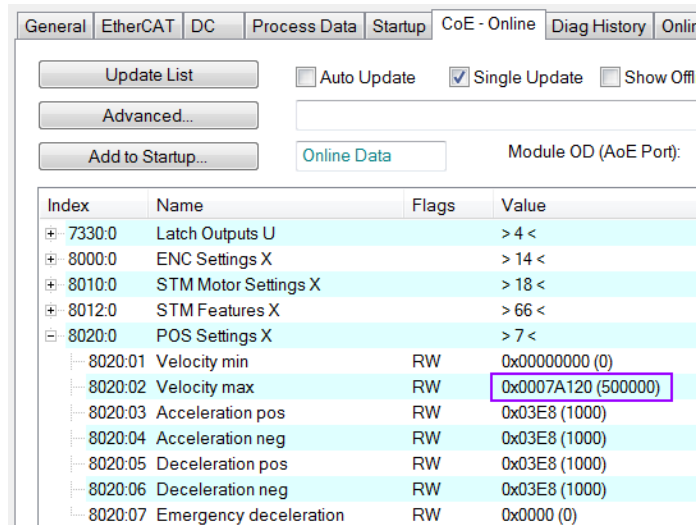 General EtherCAT DC Process Data Startup CoE - Online Diag History Onlin
Update List Auto Update Single Update Show Offl
Advanced...
Add to Startup... Online Data Module OD (AoE Port):
Index Name Flags Value
7330:0 Latch Outputs U > 4 <
8000:0 ENC Settings X > 14 <
8010:0 STM Motor Settings X > 18 <
8012:0 STM Features X > 66 <
8020:0 POS Settings X > 7 <
8020:01 Velocity min RW 0x00000000 (0)
8020:02 Velocity max RW 0x0007A120 (500000)
8020:03 Acceleration pos RW 0x03E8 (1000)
8020:04 Acceleration neg RW 0x03E8 (1000)
8020:05 Deceleration pos RW 0x03E8 (1000)
8020:06 Deceleration neg RW 0x03E8 (1000)
8020:07 Emergency deceleration RW 0x0000 (0)